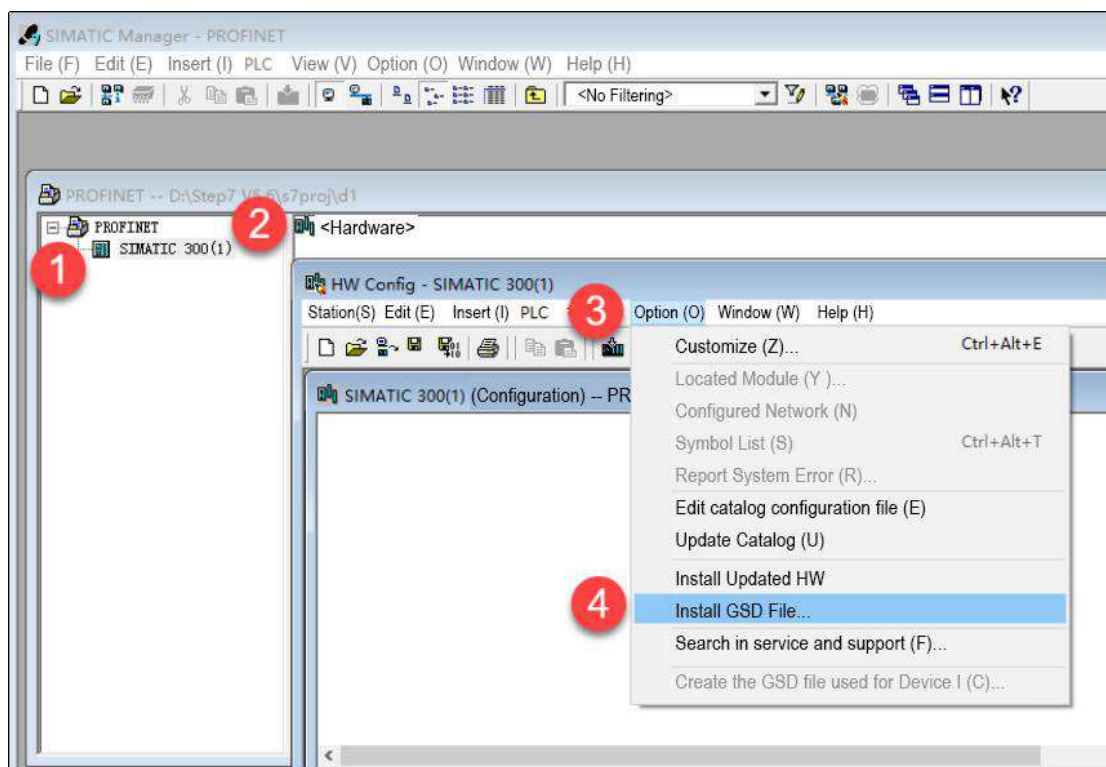 SIMATIC Manager - PROFINET
File (F) Edit (E) Insert (I) PLC View (V) Option (O) Window (W) Help (H)
<No Filtering>
PROFINET -- D:\Step7 V5.6\s7proj\d1
PROFINET
2
<Hardware>
SIMATIC 300(1)
1
HW Config - SIMATIC 300(1)
Station(S) Edit (E) Insert (I) PLC
3
Option (O) Window (W) Help (H)
Customize (Z)... Ctrl+Alt+E
Located Module (Y )...
SIMATIC 300(1) (Configuration) -- PR
Configured Network (N)
Symbol List (S) Ctrl+Alt+T
Report System Error (R)...
Edit catalog configuration file (E)
Update Catalog (U)
Install Updated HW
4
Install GSD File...
Search in service and support (F)...
Create the GSD file used for Device I (C)...